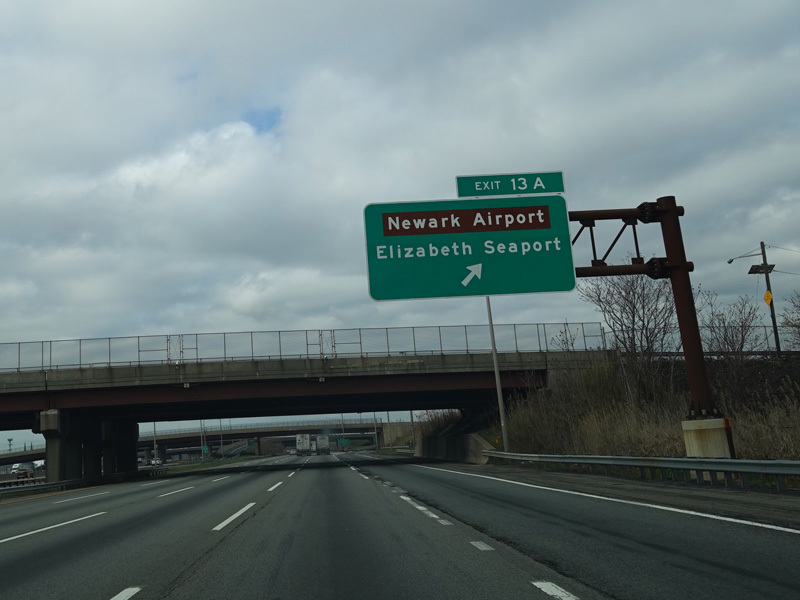 EXIT 13 A
Newark Airport
Elizabeth Seaport